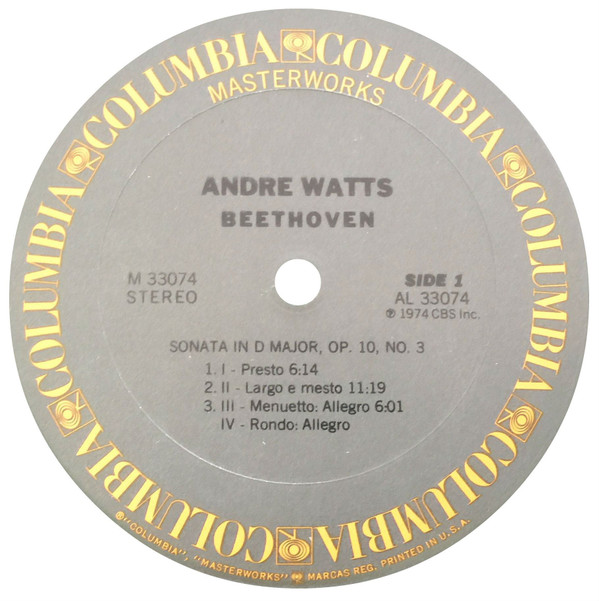 COLUMBIA COLUMBIA COLUMBIA COLUMBIA COLUMBIA COLUMBIA COLUMBIA
MASTERWORKS
ANDRE WATTS
BEETHOVEN
M 33074
STEREO
SIDE 1
AL 33074
℗ 1974 CBS Inc.
SONATA IN D MAJOR, OP. 10, NO. 3
1. I - Presto 6:14
2. II - Largo e mesto 11:19
3. III - Menuetto: Allegro 6:01
IV - Rondo: Allegro
®"COLUMBIA", "MASTERWORKS" MARCAS REG. PRINTED IN U.S.A.